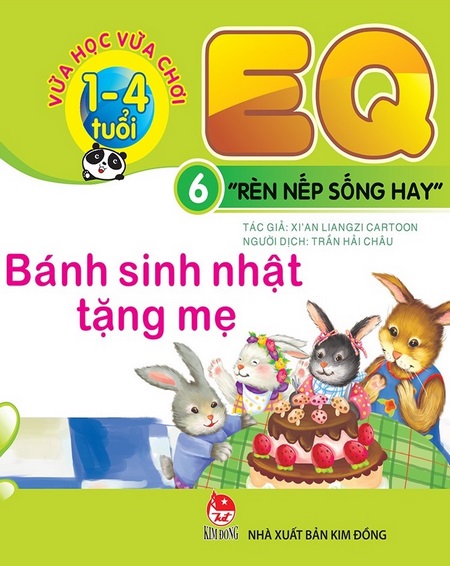 VỪA HỌC VỪA CHƠI
1-4
tuổi
EQ
6 "RÈN NẾP SỐNG HAY"
TÁC GIẢ: XI'AN LIANGZI CARTOON
NGƯỜI DỊCH: TRẦN HẢI CHÂU
Bánh sinh nhật
tặng mẹ
KIM ĐỒNG
NHÀ XUẤT BẢN KIM ĐỒNG